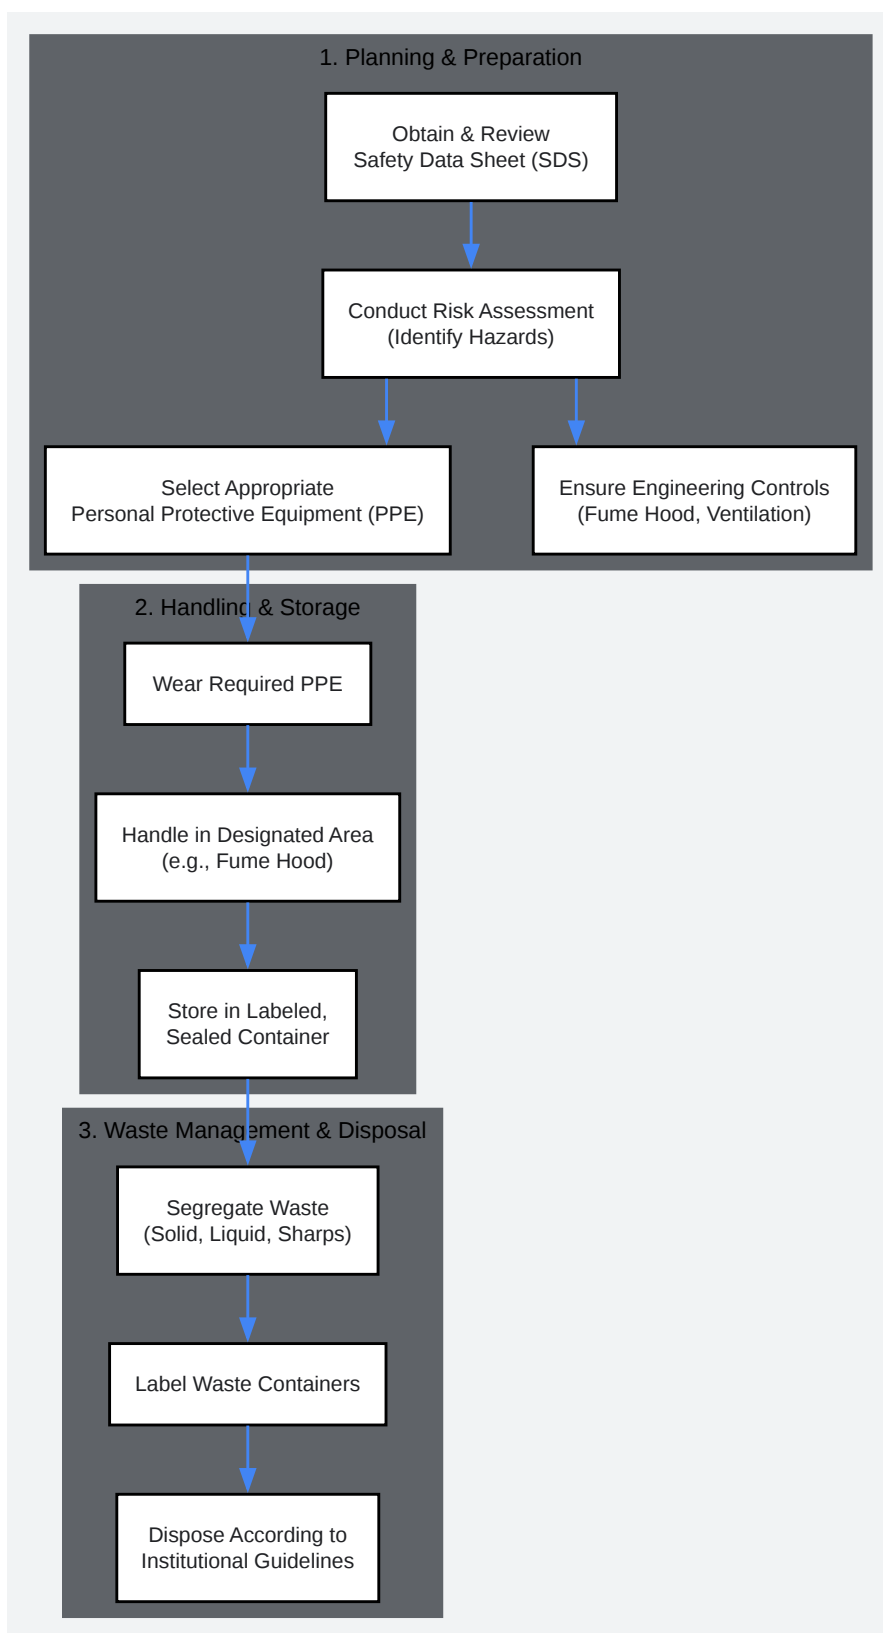 1. Planning & Preparation
Obtain & Review
Safety Data Sheet (SDS)
Conduct Risk Assessment
(Identify Hazards)
Select Appropriate
Personal Protective Equipment (PPE)
Ensure Engineering Controls
(Fume Hood, Ventilation)
2. Handling & Storage
Wear Required PPE
Handle in Designated Area
(e.g., Fume Hood)
Store in Labeled,
Sealed Container
3. Waste Management & Disposal
Segregate Waste
(Solid, Liquid, Sharps)
Label Waste Containers
Dispose According to
Institutional Guidelines